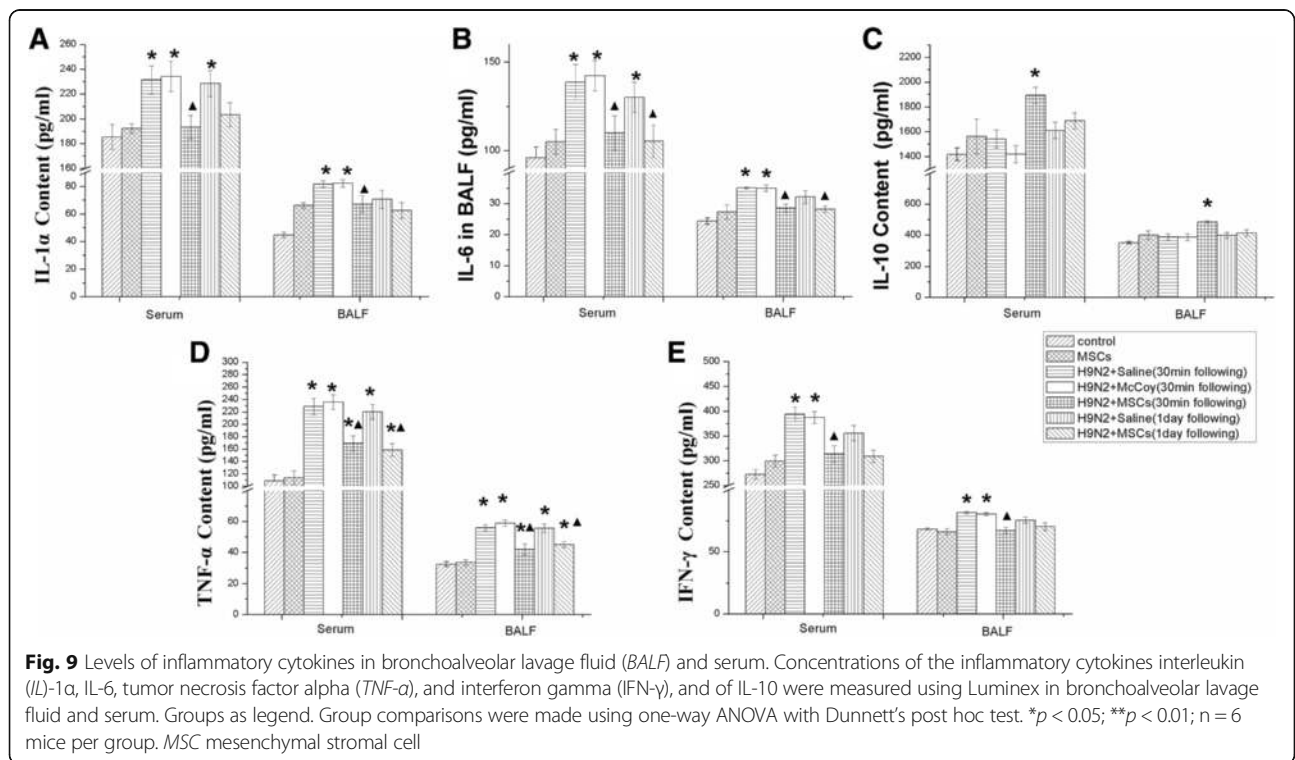 A
IL-1α Content (pg/ml)
260
240
220
200
180
160
80
60
40
20
0
* * ▲ *
* * ▲
Serum BALF
B
IL-6 in BALF (pg/ml)
150
100
30
15
0
* * ▲ * ▲
* * ▲ ▲
Serum BALF
C
IL-10 Content (pg/ml)
2200
2000
1800
1600
1400
600
400
200
0
*
*
Serum BALF
D
TNF-α Content (pg/ml)
300
280
260
240
220
200
180
160
140
120
100
80
60
40
20
0
* * *▲ * *▲
* * *▲ * *▲
Serum BALF
E
IFN-γ Content (pg/ml)
500
450
400
350
300
250
50
0
* * ▲
* * ▲
Serum BALF
control
MSCs
H9N2+Saline(30min following)
H9N2+McCoy(30min following)
H9N2+MSCs(30min following)
H9N2+Saline(1day following)
H9N2+MSCs(1day following)
Fig. 9 Levels of inflammatory cytokines in bronchoalveolar lavage fluid (BALF) and serum. Concentrations of the inflammatory cytokines interleukin
(IL)-1α, IL-6, tumor necrosis factor alpha (TNF-α), and interferon gamma (IFN-γ), and of IL-10 were measured using Luminex in bronchoalveolar lavage
fluid and serum. Groups as legend. Group comparisons were made using one-way ANOVA with Dunnett's post hoc test. *p < 0.05; **p < 0.01; n = 6
mice per group. MSC mesenchymal stromal cell